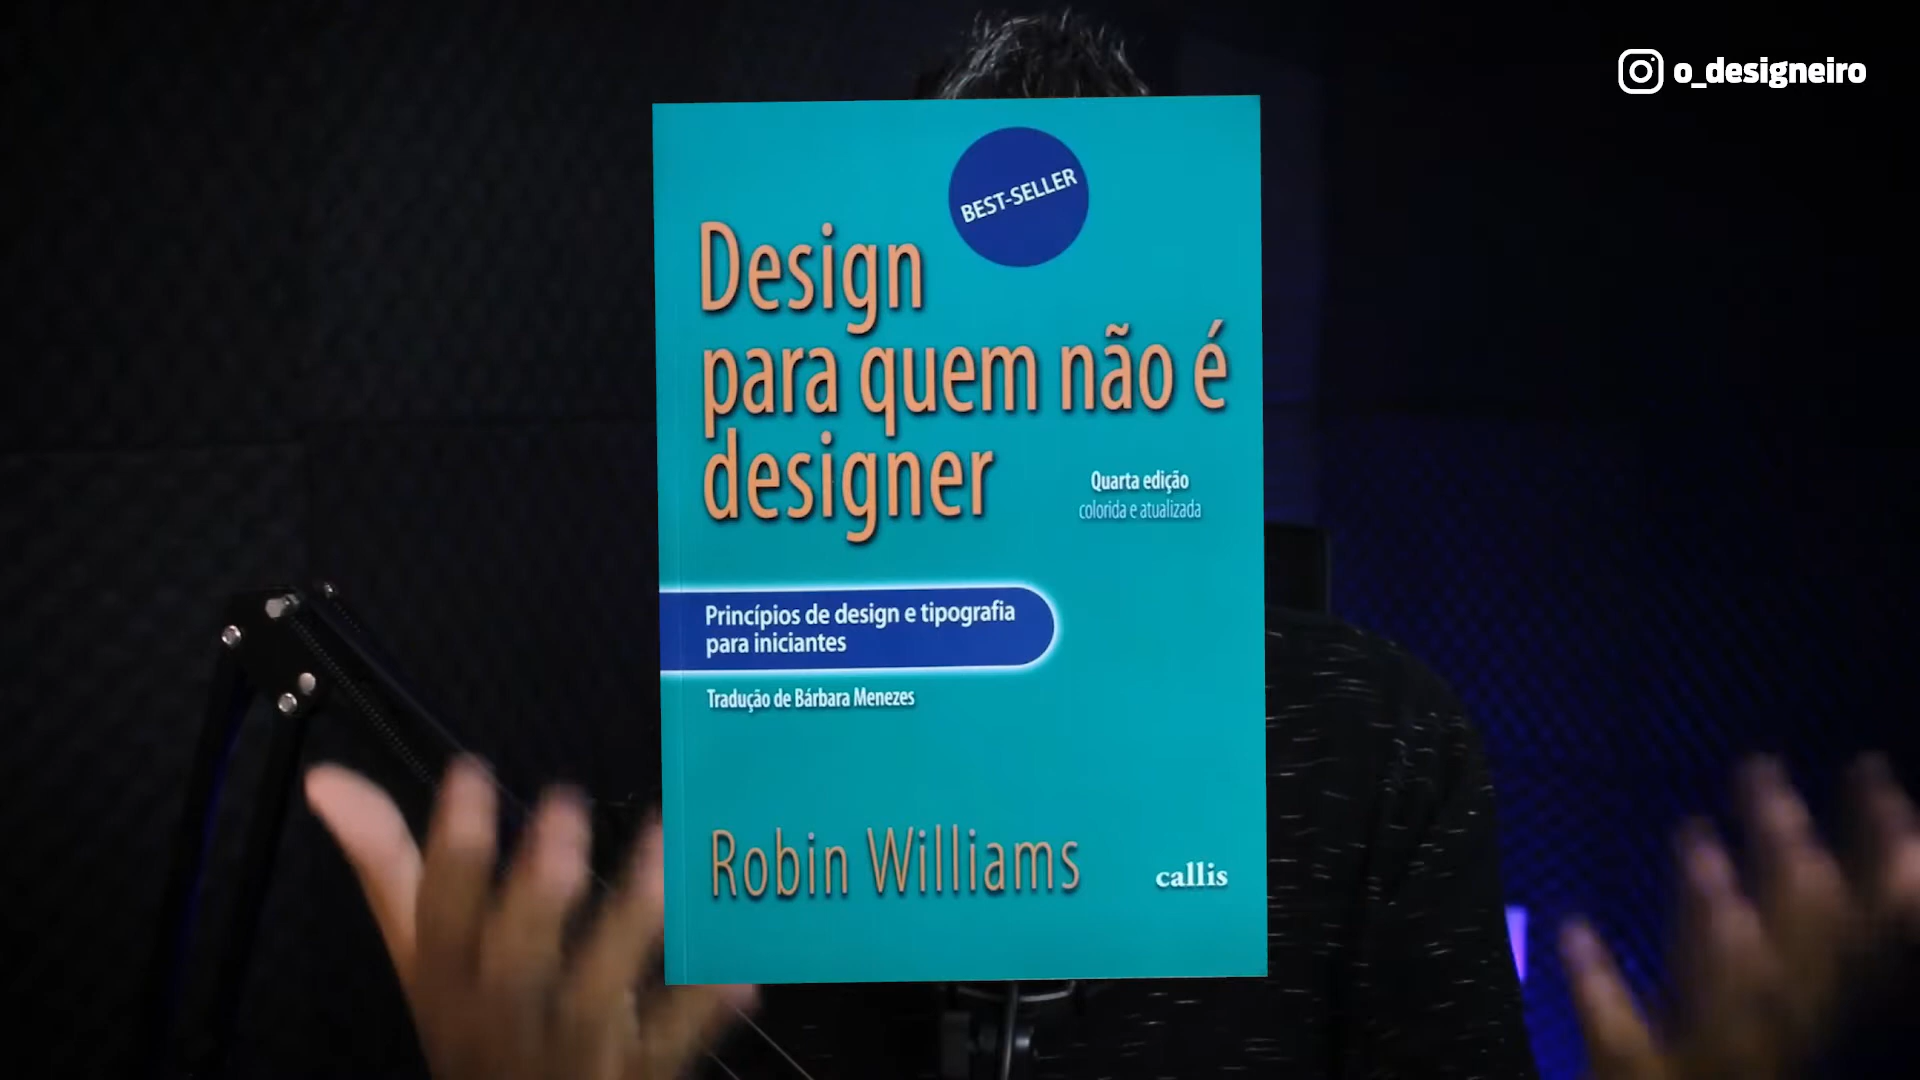 o_designeiro
BEST-SELLER
Design
para quem não é
designer
Quarta edição
colorida e atualizada
Princípios de design e tipografia
para iniciantes
Tradução de Bárbara Menezes
Robin Williams
callis